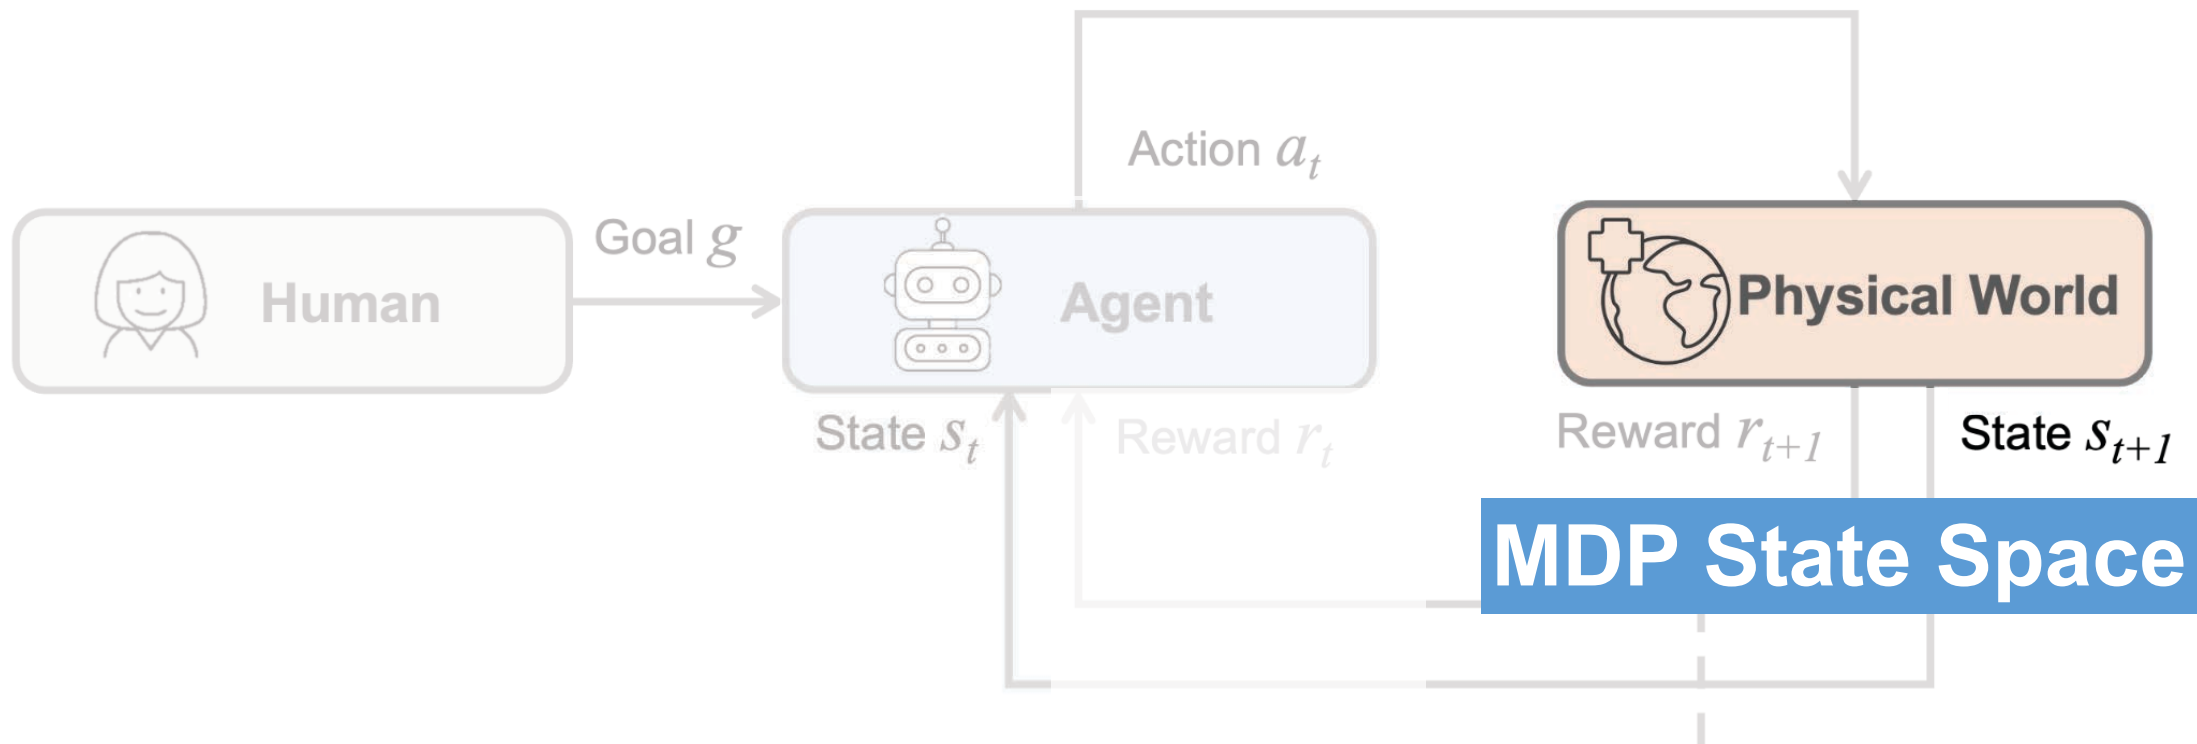 Action a_t
Goal g
Human
Agent
Physical World
State s_t
Reward r_t
Reward r_{t+1}
State s_{t+1}
MDP State Space